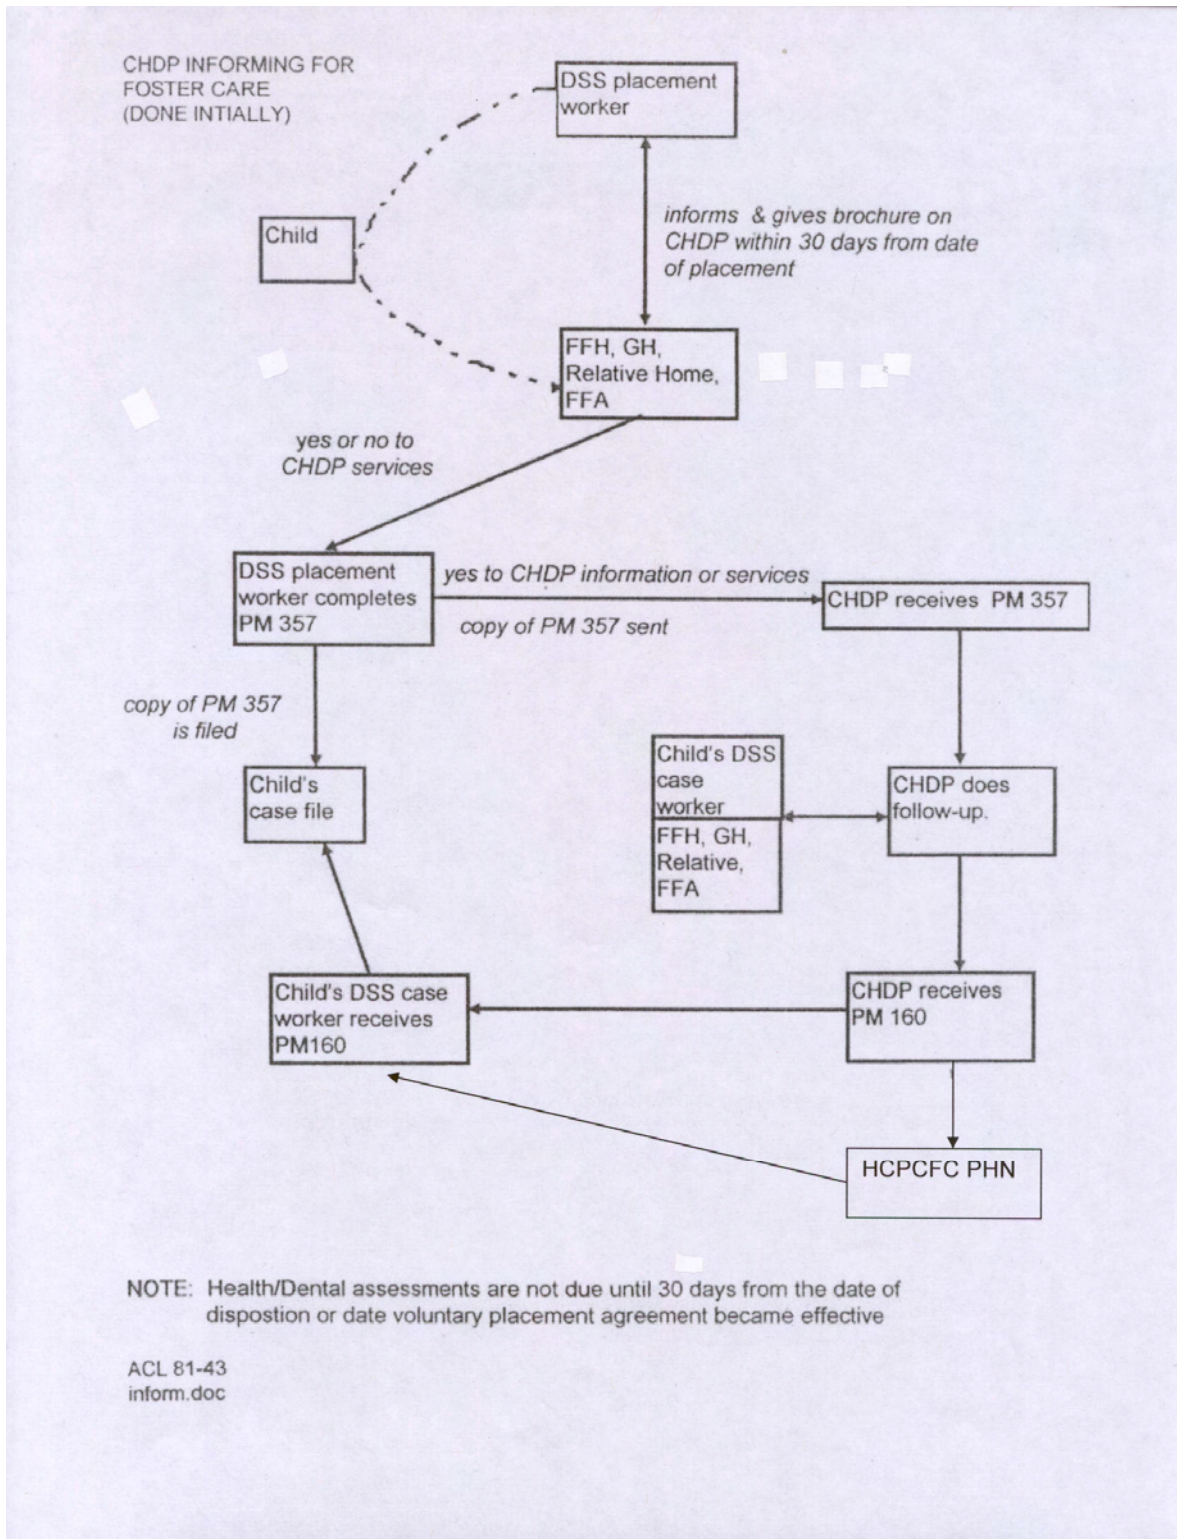 CHDP INFORMING FOR
FOSTER CARE
(DONE INTIALLY)
DSS placement
worker
Child
informs & gives brochure on
CHDP within 30 days from date
of placement
FFH, GH,
Relative Home,
FFA
yes or no to
CHDP services
DSS placement
worker completes
PM 357
yes to CHDP information or services
copy of PM 357 sent
CHDP receives PM 357
copy of PM 357
is filed
Child's
case file
Child's DSS
case
worker
FFH, GH,
Relative,
FFA
CHDP does
follow-up.
Child's DSS case
worker receives
PM160
CHDP receives
PM 160
HCPCFC PHN
NOTE: Health/Dental assessments are not due until 30 days from the date of
dispostion or date voluntary placement agreement became effective
ACL 81-43
inform.doc